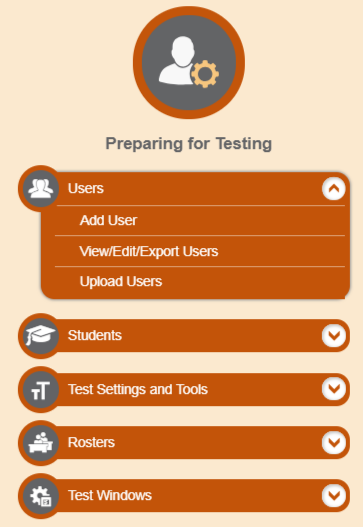 Preparing for Testing
Users
Add User
View/Edit/Export Users
Upload Users
Students
TT
Test Settings and Tools
Rosters
Test Windows